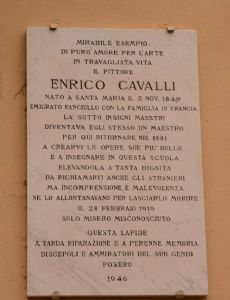 MIRABILE ESEMPIO
DI PURO AMORE PER L'ARTE
IN TRAVAGLIATA VITA
IL PITTORE
ENRICO CAVALLI
NATO A SANTA MARIA IL 3 NOV. 1849
EMIGRATO FANCIULLO CON LA FAMIGLIA IN FRANCIA
LA SOTTO INSIGNI MAESTRI
DIVENTAVA EGLI STESSO UN MAESTRO
PER QUI RITORNARE NEL 1881
A CREARVI LE OPERE SUE PIU BELLE
E A INSEGNARE IN QUESTA SCUOLA
ELEVANDOLA A TANTA DIGNITA
DA RICHIAMARVI ANCHE GLI STRANIERI
MA INCOMPRENSIONE E MALEVOLENZA
NE LO ALLONTANAVANO PER LASCIARLO MORIRE
IL 28 FEBBRAIO 1919
SOLO MISERO MISCONOSCIUTO
QUESTA LAPIDE
A TARDA RIPARAZIONE E A PERENNE MEMORIA
DISCEPOLI E AMMIRATORI DEL SUO GENIO
POSERO
1946